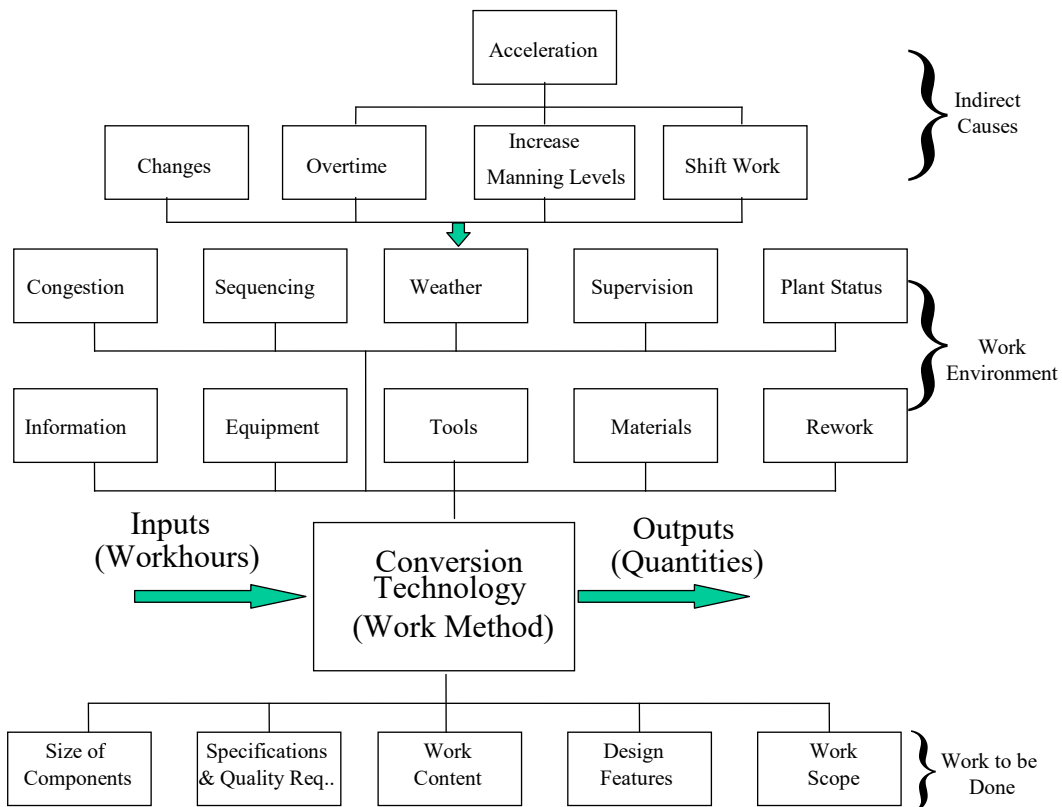 Acceleration
Indirect
Causes
Changes
Overtime
Increase
Manning Levels
Shift Work
Congestion
Sequencing
Weather
Supervision
Plant Status
Work
Environment
Information
Equipment
Tools
Materials
Rework
Inputs
(Workhours)
Conversion
Technology
(Work Method)
Outputs
(Quantities)
Size of
Components
Specifications
& Quality Req..
Work
Content
Design
Features
Work
Scope
Work to be
Done